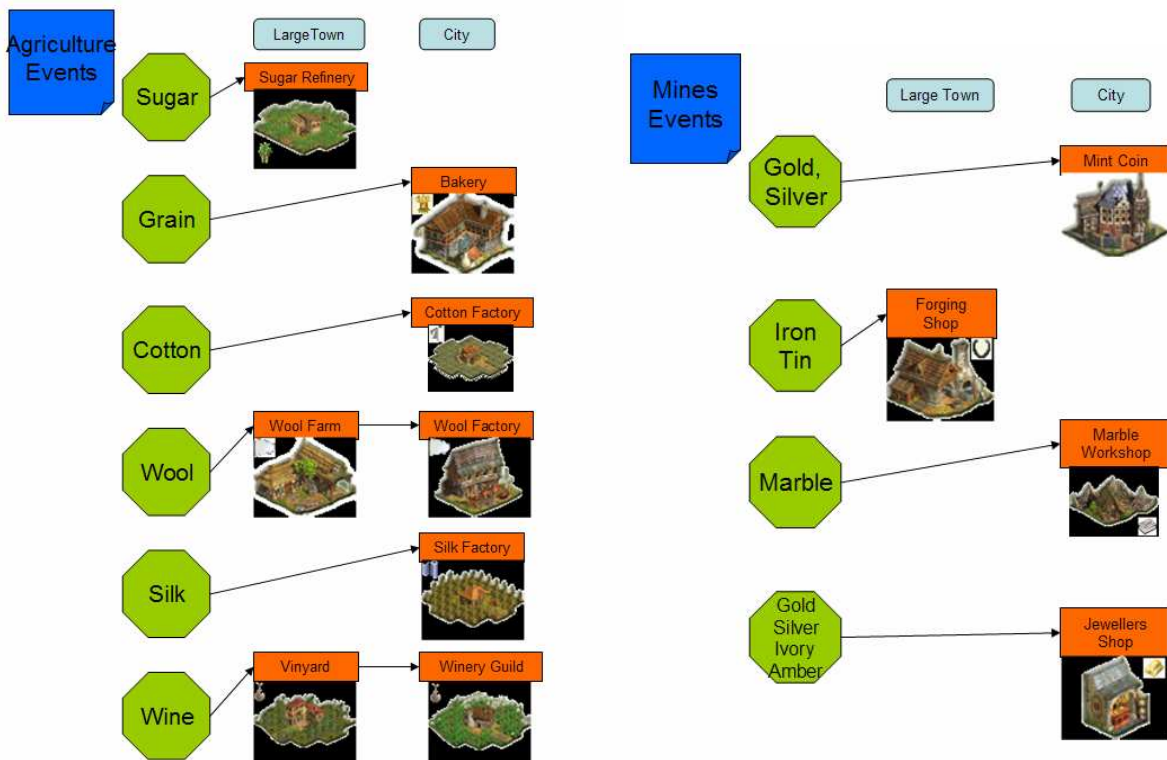 Agriculture
Events
LargeTown
City
Sugar
Sugar Refinery
Grain
Bakery
Cotton
Cotton Factory
Wool
Wool Farm
Wool Factory
Silk
Silk Factory
Wine
Vinyard
Winery Guild
Mines
Events
Large Town
City
Gold,
Silver
Mint Coin
Iron
Tin
Forging
Shop
Marble
Marble
Workshop
Gold
Silver
Ivory
Amber
Jewellers
Shop